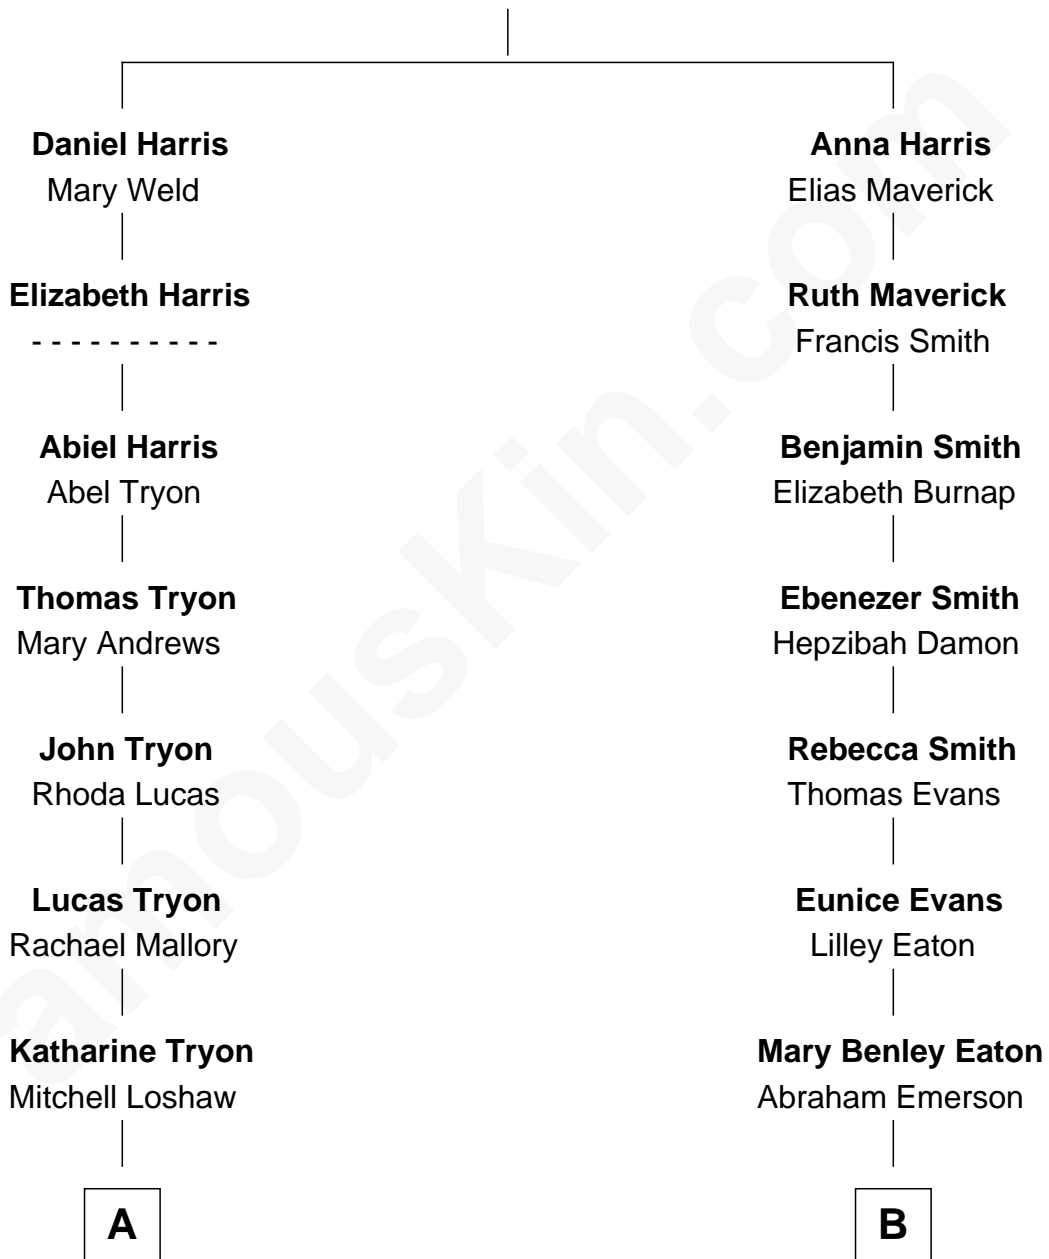 Daniel Harris
Mary Weld
Elizabeth Harris
- - - - - - - - - -
Abiel Harris
Abel Tryon
Thomas Tryon
Mary Andrews
John Tryon
Rhoda Lucas
Lucas Tryon
Rachael Mallory
Katharine Tryon
Mitchell Loshaw
A
Anna Harris
Elias Maverick
Ruth Maverick
Francis Smith
Benjamin Smith
Elizabeth Burnap
Ebenezer Smith
Hepzibah Damon
Rebecca Smith
Thomas Evans
Eunice Evans
Lilley Eaton
Mary Benley Eaton
Abraham Emerson
B
amousKin.com